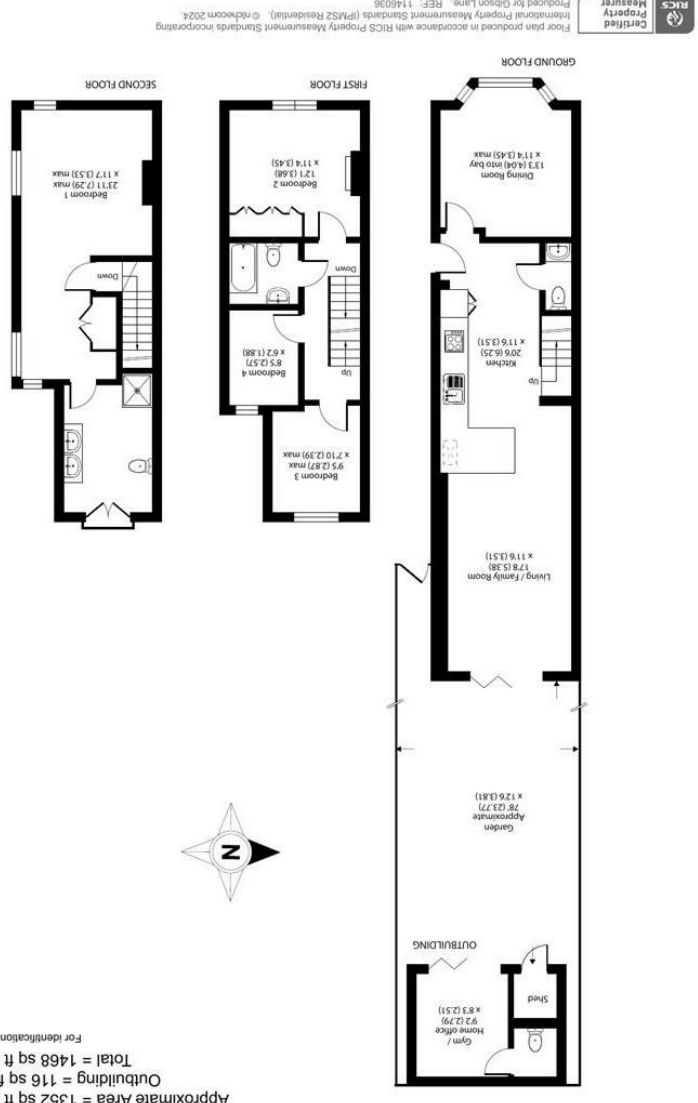 Approximate Area = 1352 sq ft
Outbuilding = 116 sq ft
Total = 1468 sq ft
For identification
Shed
Gym /
Home office
9'2 (2.79)
x 8'3 (2.51)
OUTBUILDING
Garden
Approximate
78' (23.77)
x 12'6 (3.81)
N
Living / Family Room
17'8 (5.38)
x 11'6 (3.51)
Up
Kitchen
20'6 (6.25)
x 11'6 (3.51)
Dining Room
13'3 (4.04) into bay
x 11'4 (3.45) max
GROUND FLOOR
Bedroom 3
9'5 (2.87) max
x 7'10 (2.39) max
Bedroom 4
8'5 (2.57)
x 6'2 (1.88)
Up
Down
Bedroom 2
12'1 (3.68)
x 11'4 (3.45)
FIRST FLOOR
Down
Bedroom 1
23'11 (7.29) max
x 11'7 (3.53) max
SECOND FLOOR
RICS
Certified
Property
Measurer
Floor plan produced in accordance with RICS Property Measurement Standards incorporating
International Property Measurement Standards (IPMS2 Residential). © nichecom 2024.
Produced for Gibson Lane. REF: 1146036